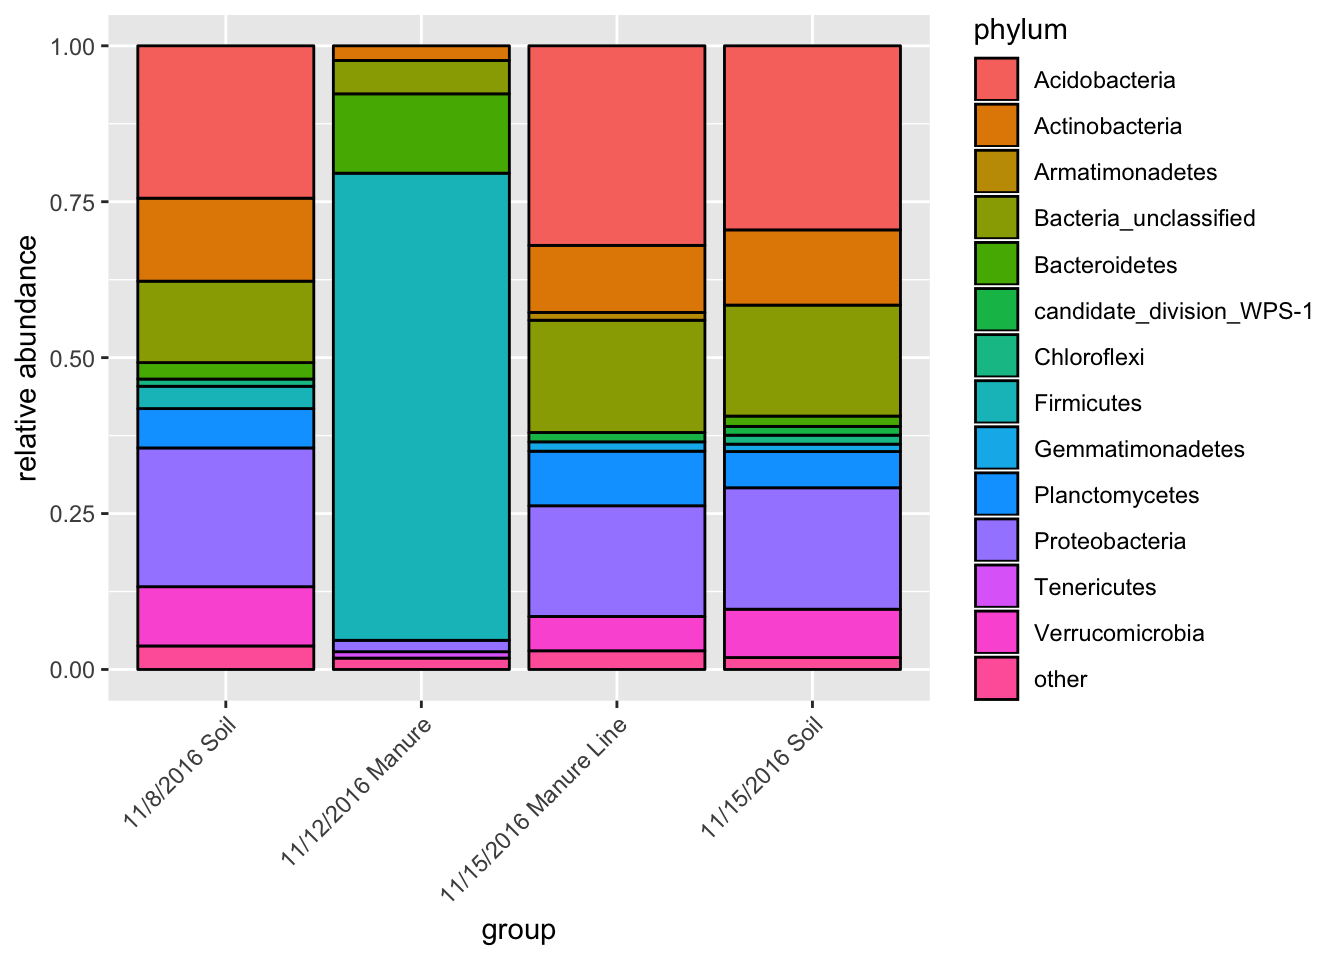 phylum
Acidobacteria
Actinobacteria
Armatimonadetes
Bacteria_unclassified
Bacteroidetes
candidate_division_WPS-1
Chloroflexi
Firmicutes
Gemmatimonadetes
Planctomycetes
Proteobacteria
Tenericutes
Verrucomicrobia
other
relative abundance
1.00
0.75
0.50
0.25
0.00
11/8/2016 Soil
11/12/2016 Manure
11/15/2016 Manure Line
11/15/2016 Soil
group